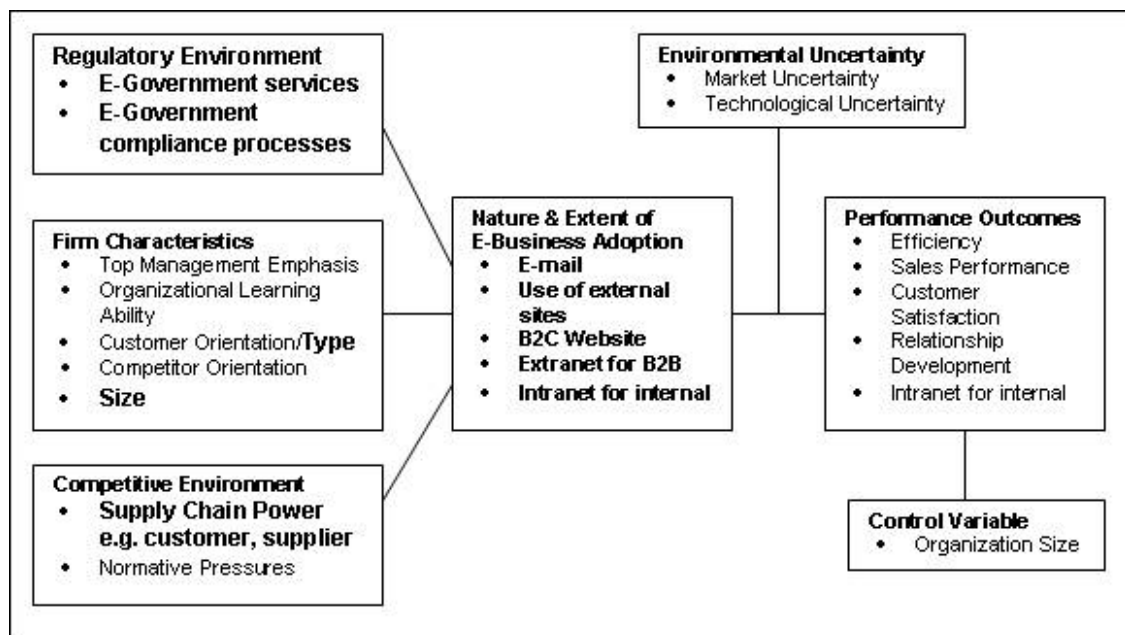 Regulatory Environment
• E-Government services
• E-Government
compliance processes
Firm Characteristics
• Top Management Emphasis
• Organizational Learning
Ability
• Customer Orientation/Type
• Competitor Orientation
• Size
Competitive Environment
• Supply Chain Power
e.g. customer, supplier
• Normative Pressures
Nature & Extent of
E-Business Adoption
• E-mail
• Use of external
sites
• B2C Website
• Extranet for B2B
• Intranet for internal
Environmental Uncertainty
• Market Uncertainty
• Technological Uncertainty
Performance Outcomes
• Efficiency
• Sales Performance
• Customer
Satisfaction
• Relationship
Development
• Intranet for internal
Control Variable
• Organization Size